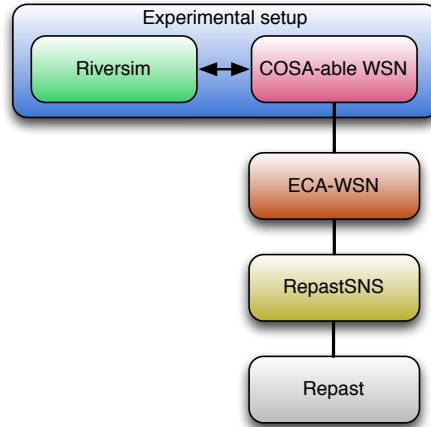 Experimental setup
Riversim
COSA-able WSN
ECA-WSN
RepastSNS
Repast